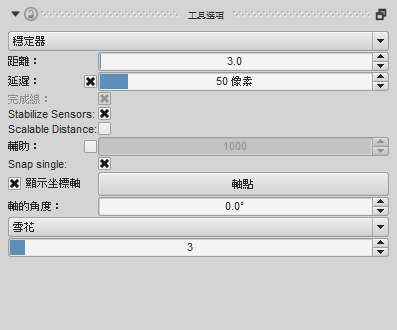 工具選項
穩定器
距離： 3.0
延遲： 50 像素
完成線：
Stabilize Sensors:
Scalable Distance:
輔助： 1000
Snap single:
顯示坐標軸 軸點
軸的角度： 0.0°
雪花
3